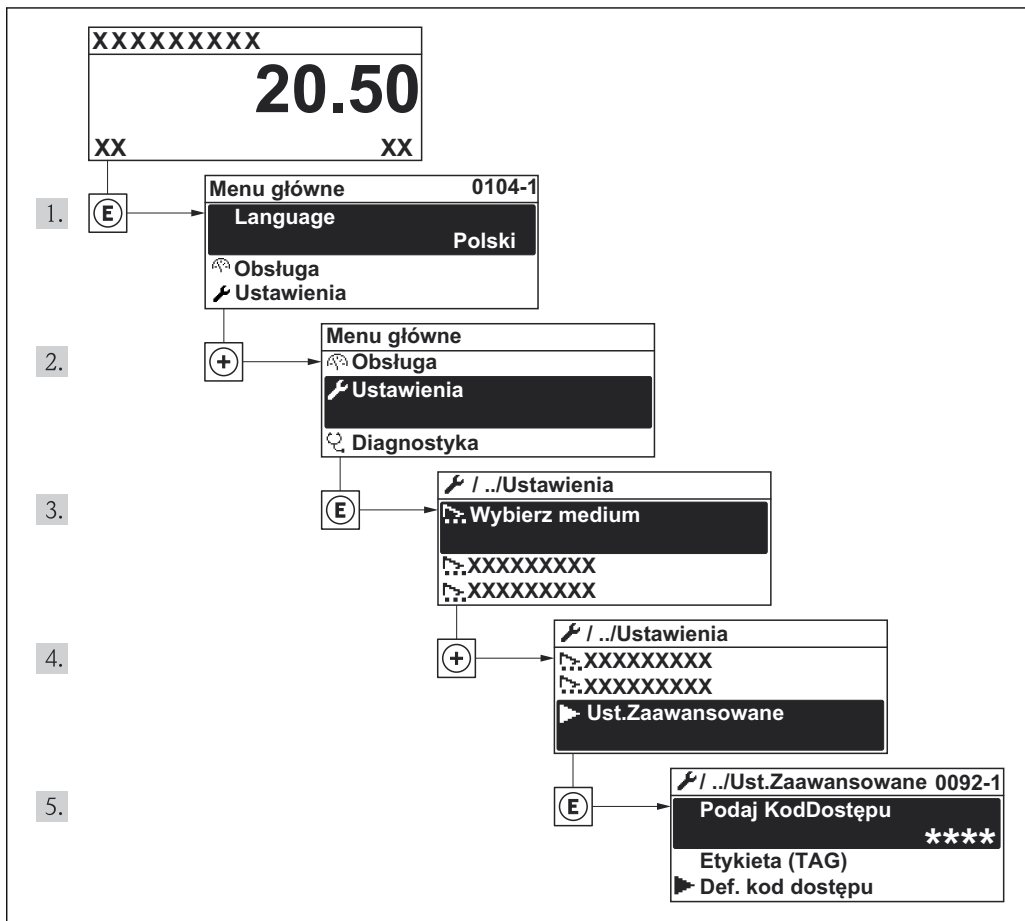 XXXXXXXXX
20.50
XX XX
1. E
Menu główne 0104-1
Language
Polski
Obsługa
Ustawienia
2. +
Menu główne
Obsługa
Ustawienia
Diagnostyka
3. E
/ ../Ustawienia
Wybierz medium
XXXXXXXXX
XXXXXXXXX
4. +
/ ../Ustawienia
XXXXXXXXX
XXXXXXXXX
Ust.Zaawansowane
5. E
/ ../Ust.Zaawansowane 0092-1
Podaj KodDostępu
****
Etykieta (TAG)
Def. kod dostępu